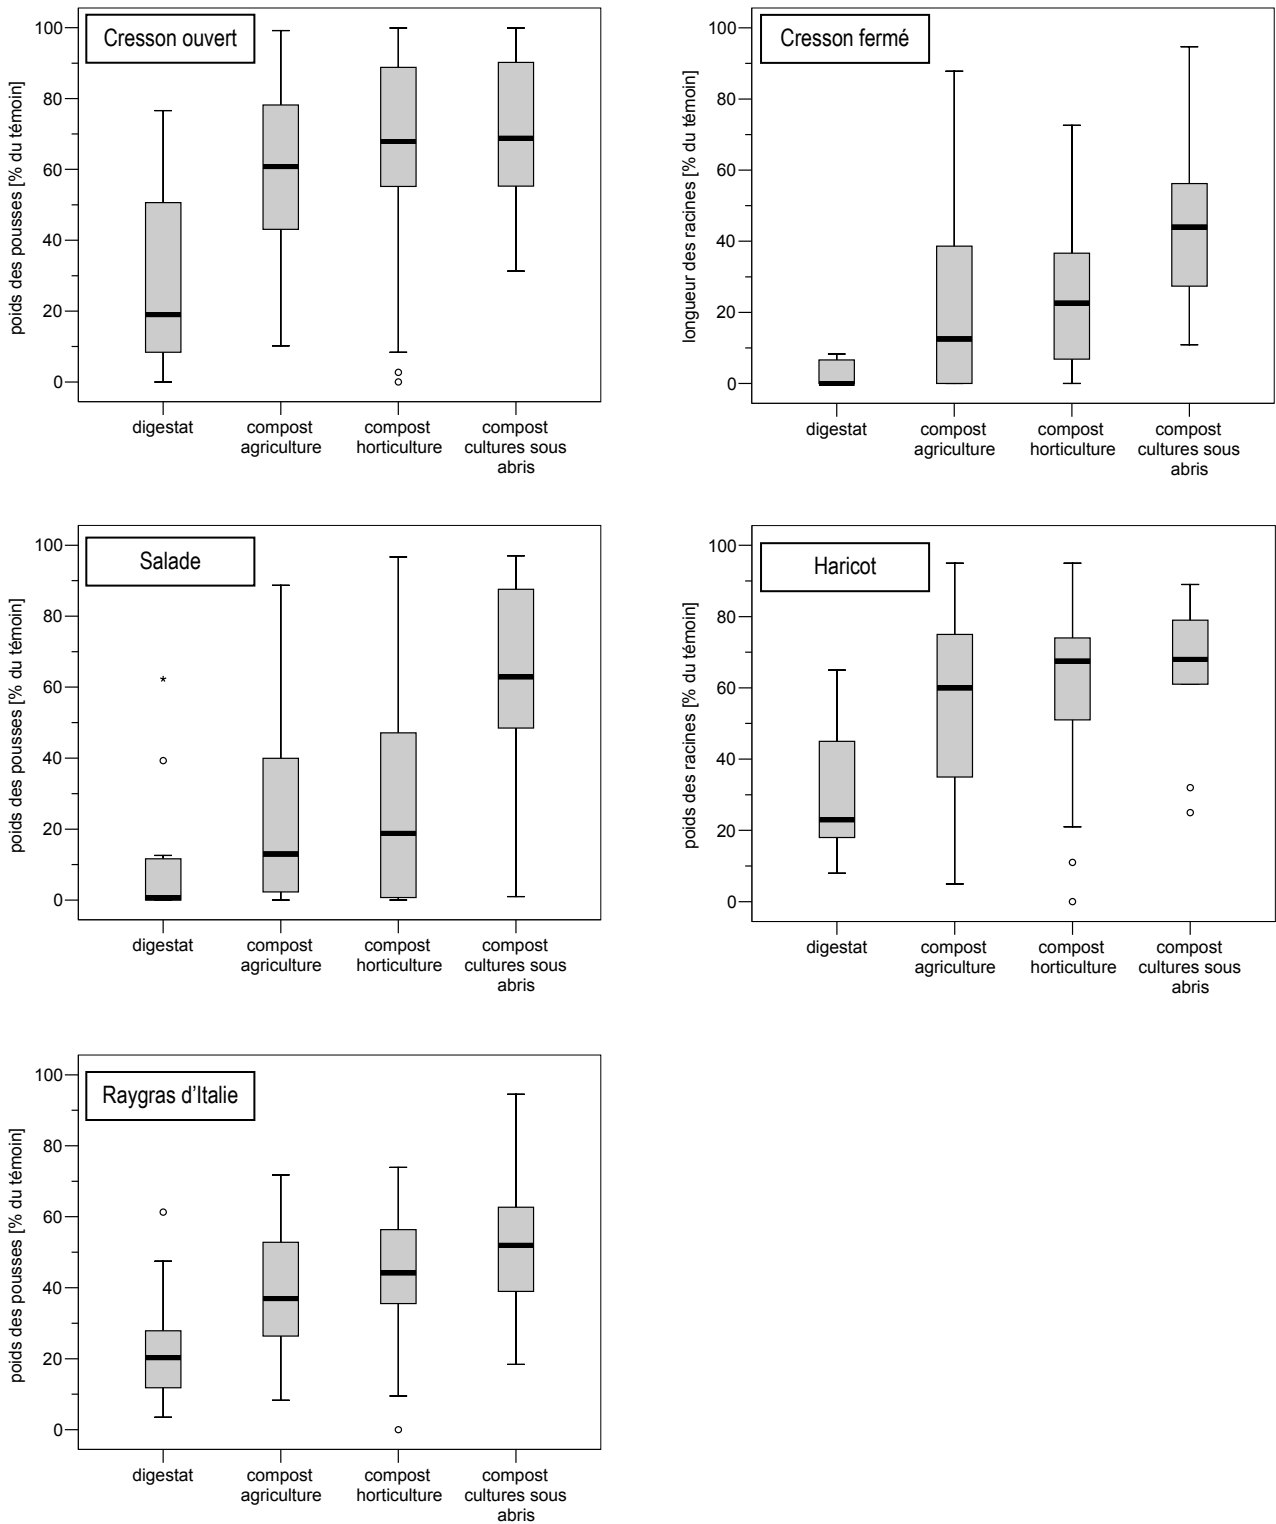 Cresson ouvert
poids des pousses [% du témoin]
100
80
60
40
20
0
digestat
compost
agriculture
compost
horticulture
compost
cultures sous
abris
Cresson fermé
longueur des racines [% du témoin]
100
80
60
40
20
0
digestat
compost
agriculture
compost
horticulture
compost
cultures sous
abris
Salade
poids des pousses [% du témoin]
100
80
60
40
20
0
digestat
compost
agriculture
compost
horticulture
compost
cultures sous
abris
Haricot
poids des racines [% du témoin]
100
80
60
40
20
0
digestat
compost
agriculture
compost
horticulture
compost
cultures sous
abris
Raygras d'Italie
poids des pousses [% du témoin]
100
80
60
40
20
0
digestat
compost
agriculture
compost
horticulture
compost
cultures sous
abris